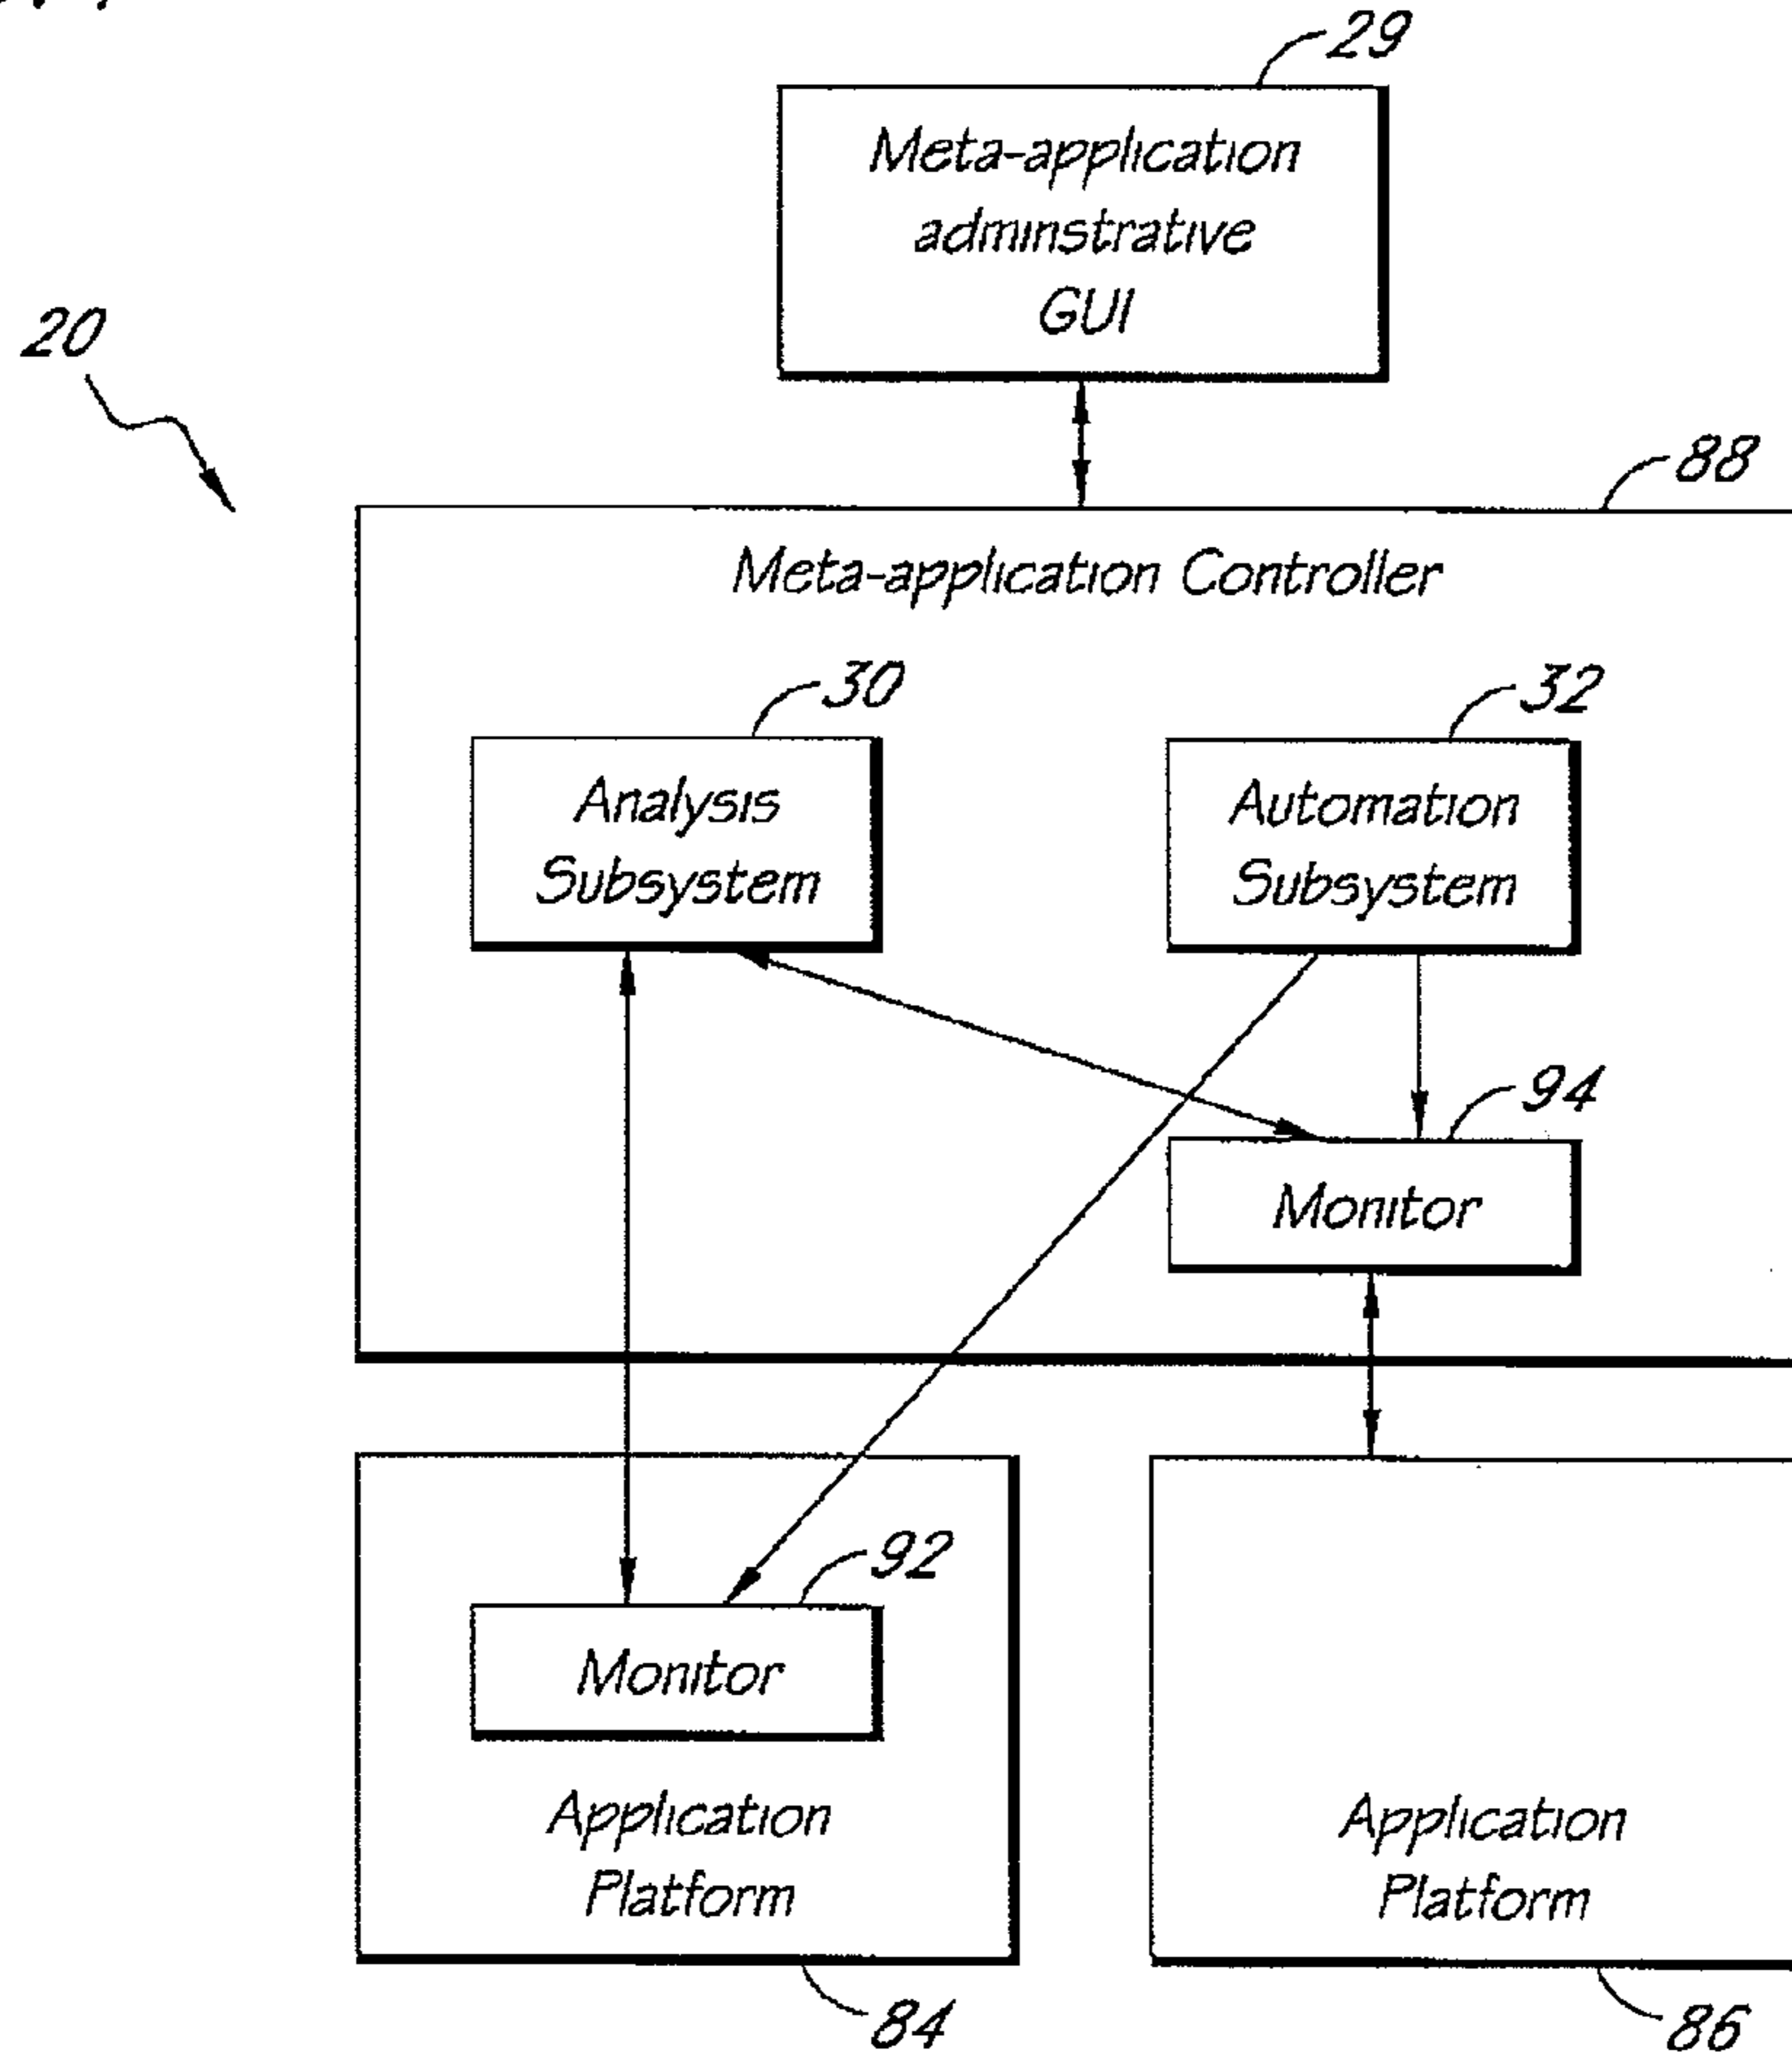 29
Meta-application
adminstrative
GUI
20
88
Meta-application Controller
30
32
Analysis
Subsystem
Automation
Subsystem
94
Monitor
92
Monitor
Application
Platform
Application
Platform
84
86